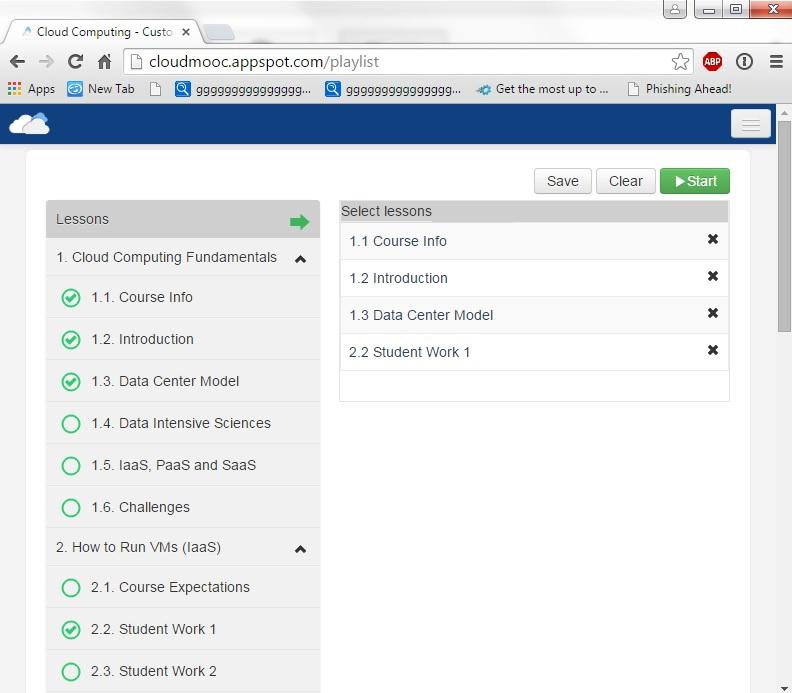 Cloud Computing - Custo
cloudmooc.appspot.com/playlist
ABP
Apps New Tab ggggggggggggggg... ggggggggggggggg... Get the most up to ... Phishing Ahead!
Save Clear Start
Lessons
1. Cloud Computing Fundamentals
1.1. Course Info
1.2. Introduction
1.3. Data Center Model
1.4. Data Intensive Sciences
1.5. IaaS, PaaS and SaaS
1.6. Challenges
2. How to Run VMs (IaaS)
2.1. Course Expectations
2.2. Student Work 1
2.3. Student Work 2
Select lessons
1.1 Course Info
1.2 Introduction
1.3 Data Center Model
2.2 Student Work 1